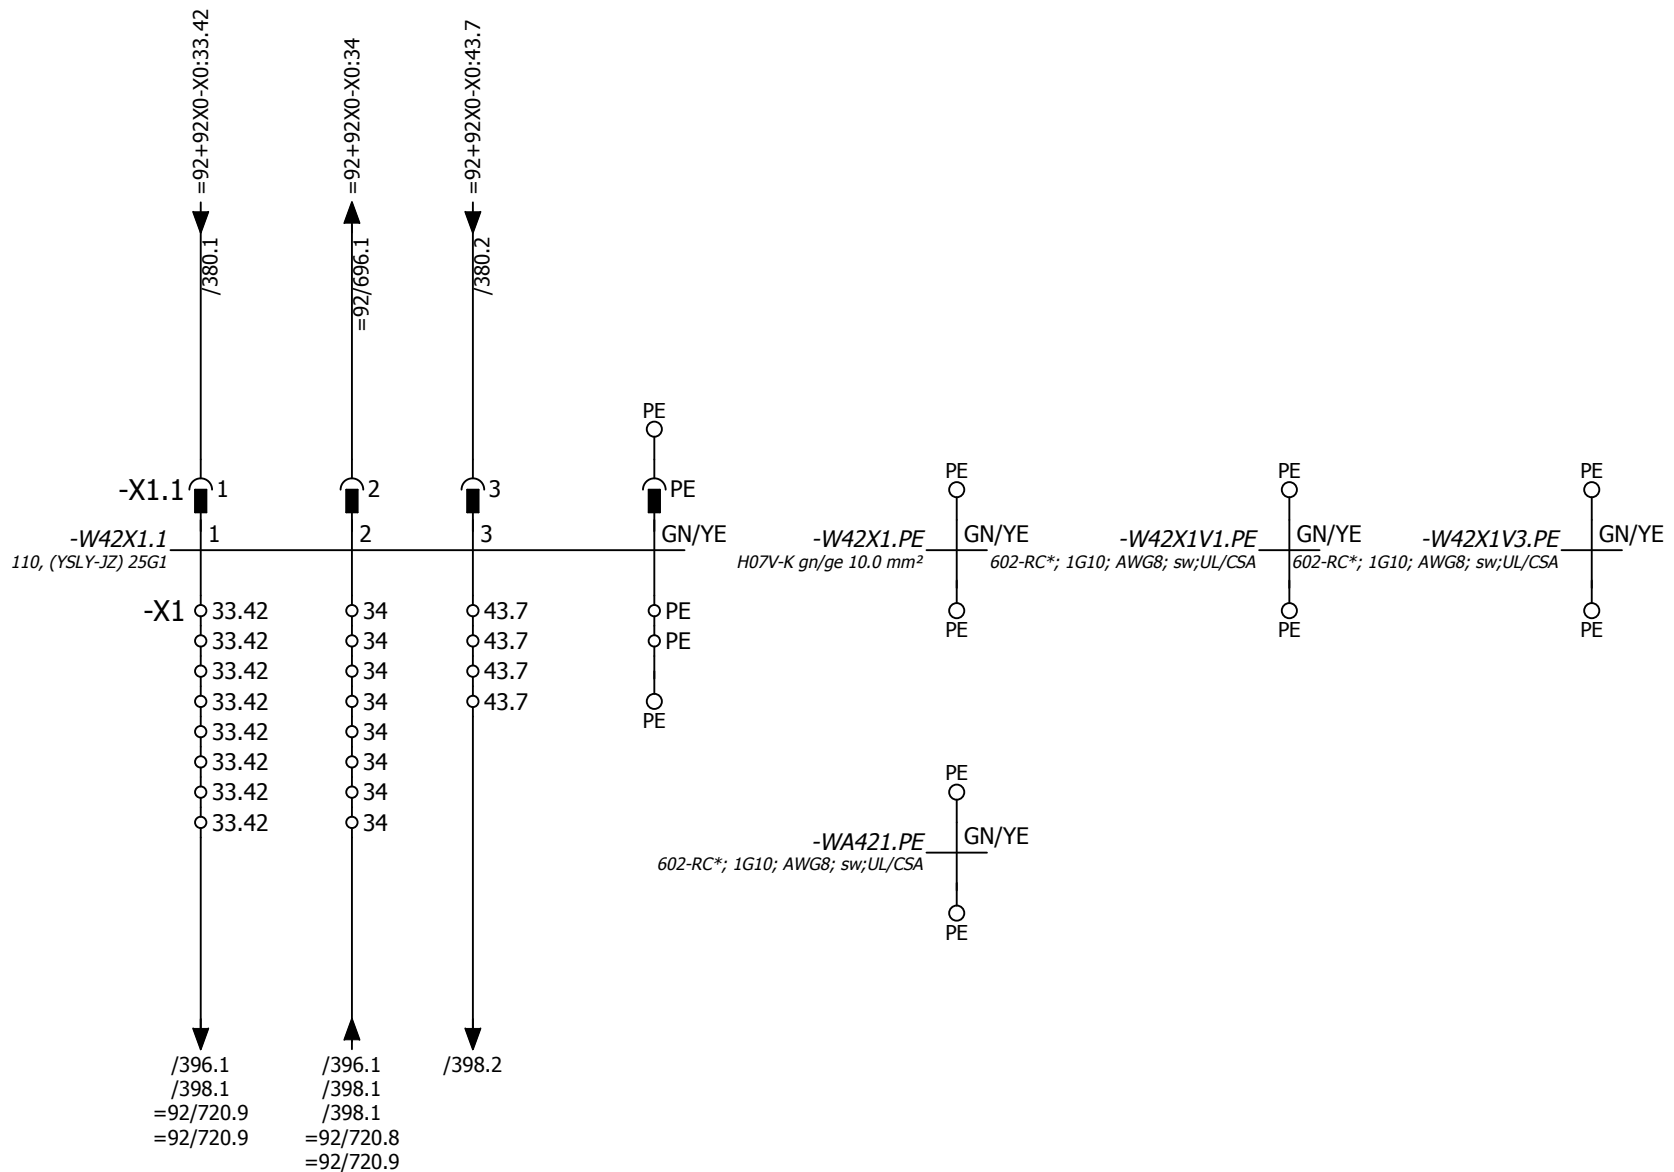 =92+92X0-X0:33.42
=92+92X0-X0:34
=92+92X0-X0:43.7
/380.1
=92/696.1
/380.2
PE
-X1.1 1 2 3 PE
PE PE PE
-W42X1.1 1 2 3 GN/YE
110, (YSLY-JZ) 25G1
-W42X1.PE GN/YE
H07V-K gn/ge 10.0 mm²
-W42X1V1.PE GN/YE
602-RC*; 1G10; AWG8; sw;UL/CSA
-W42X1V3.PE GN/YE
602-RC*; 1G10; AWG8; sw;UL/CSA
-X1 33.42 34 43.7 PE
PE PE PE
33.42 34 43.7 PE
33.42 34 43.7
33.42 34 43.7
PE
33.42 34
33.42 34
33.42 34
33.42 34
PE
-WA421.PE GN/YE
602-RC*; 1G10; AWG8; sw;UL/CSA
PE
/396.1 /396.1 /398.2
/398.1 /398.1
=92/720.9 /398.1
=92/720.9 =92/720.8
=92/720.9